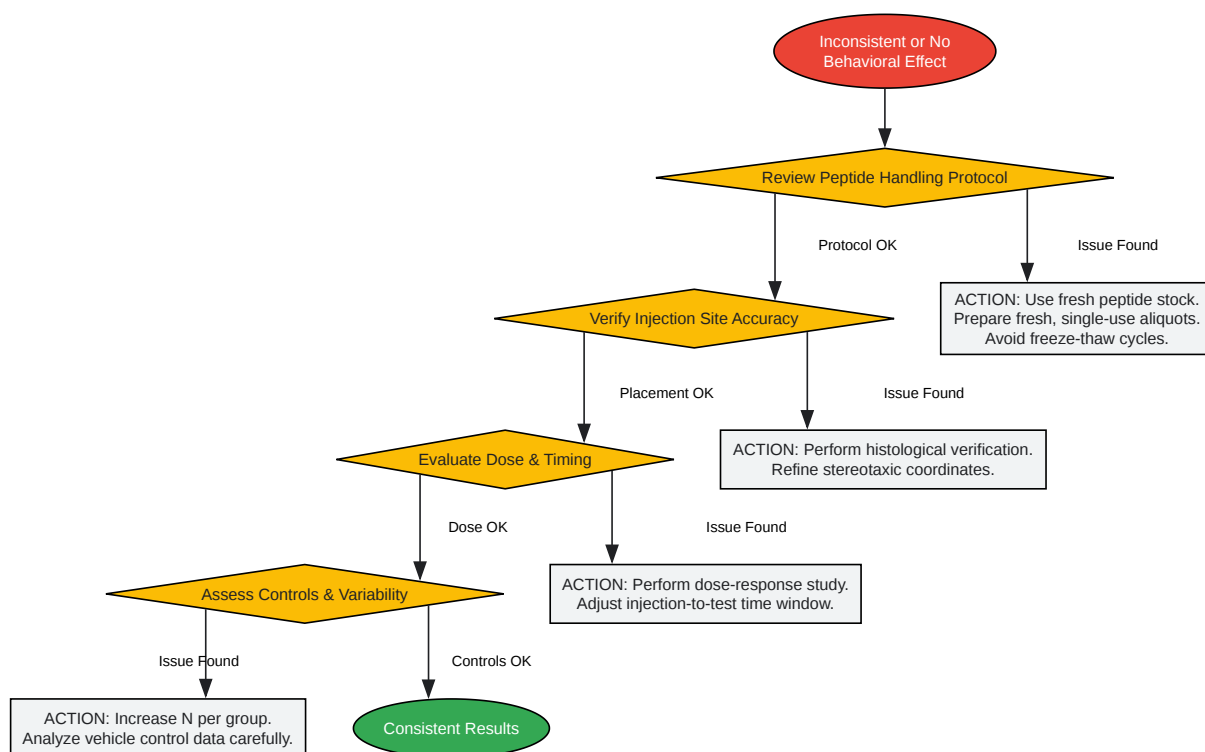 Inconsistent or No
Behavioral Effect
Review Peptide Handling Protocol
Protocol OK
Issue Found
ACTION: Use fresh peptide stock.
Prepare fresh, single-use aliquots.
Avoid freeze-thaw cycles.
Verify Injection Site Accuracy
Placement OK
Issue Found
ACTION: Perform histological verification.
Refine stereotaxic coordinates.
Evaluate Dose & Timing
Dose OK
Issue Found
ACTION: Perform dose-response study.
Adjust injection-to-test time window.
Assess Controls & Variability
Issue Found
Controls OK
ACTION: Increase N per group.
Analyze vehicle control data carefully.
Consistent Results